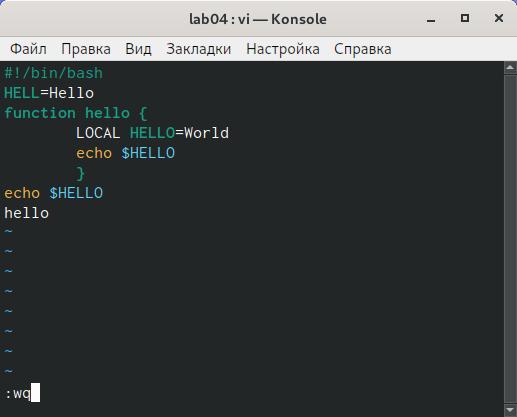 lab04 : vi — Konsole
Файл Правка Вид Закладки Настройка Справка
#!/bin/bash
HELL=Hello
function hello {
        LOCAL HELLO=World
        echo $HELLO
        }
echo $HELLO
hello
~
~
~
~
~
~
~
~
:wq